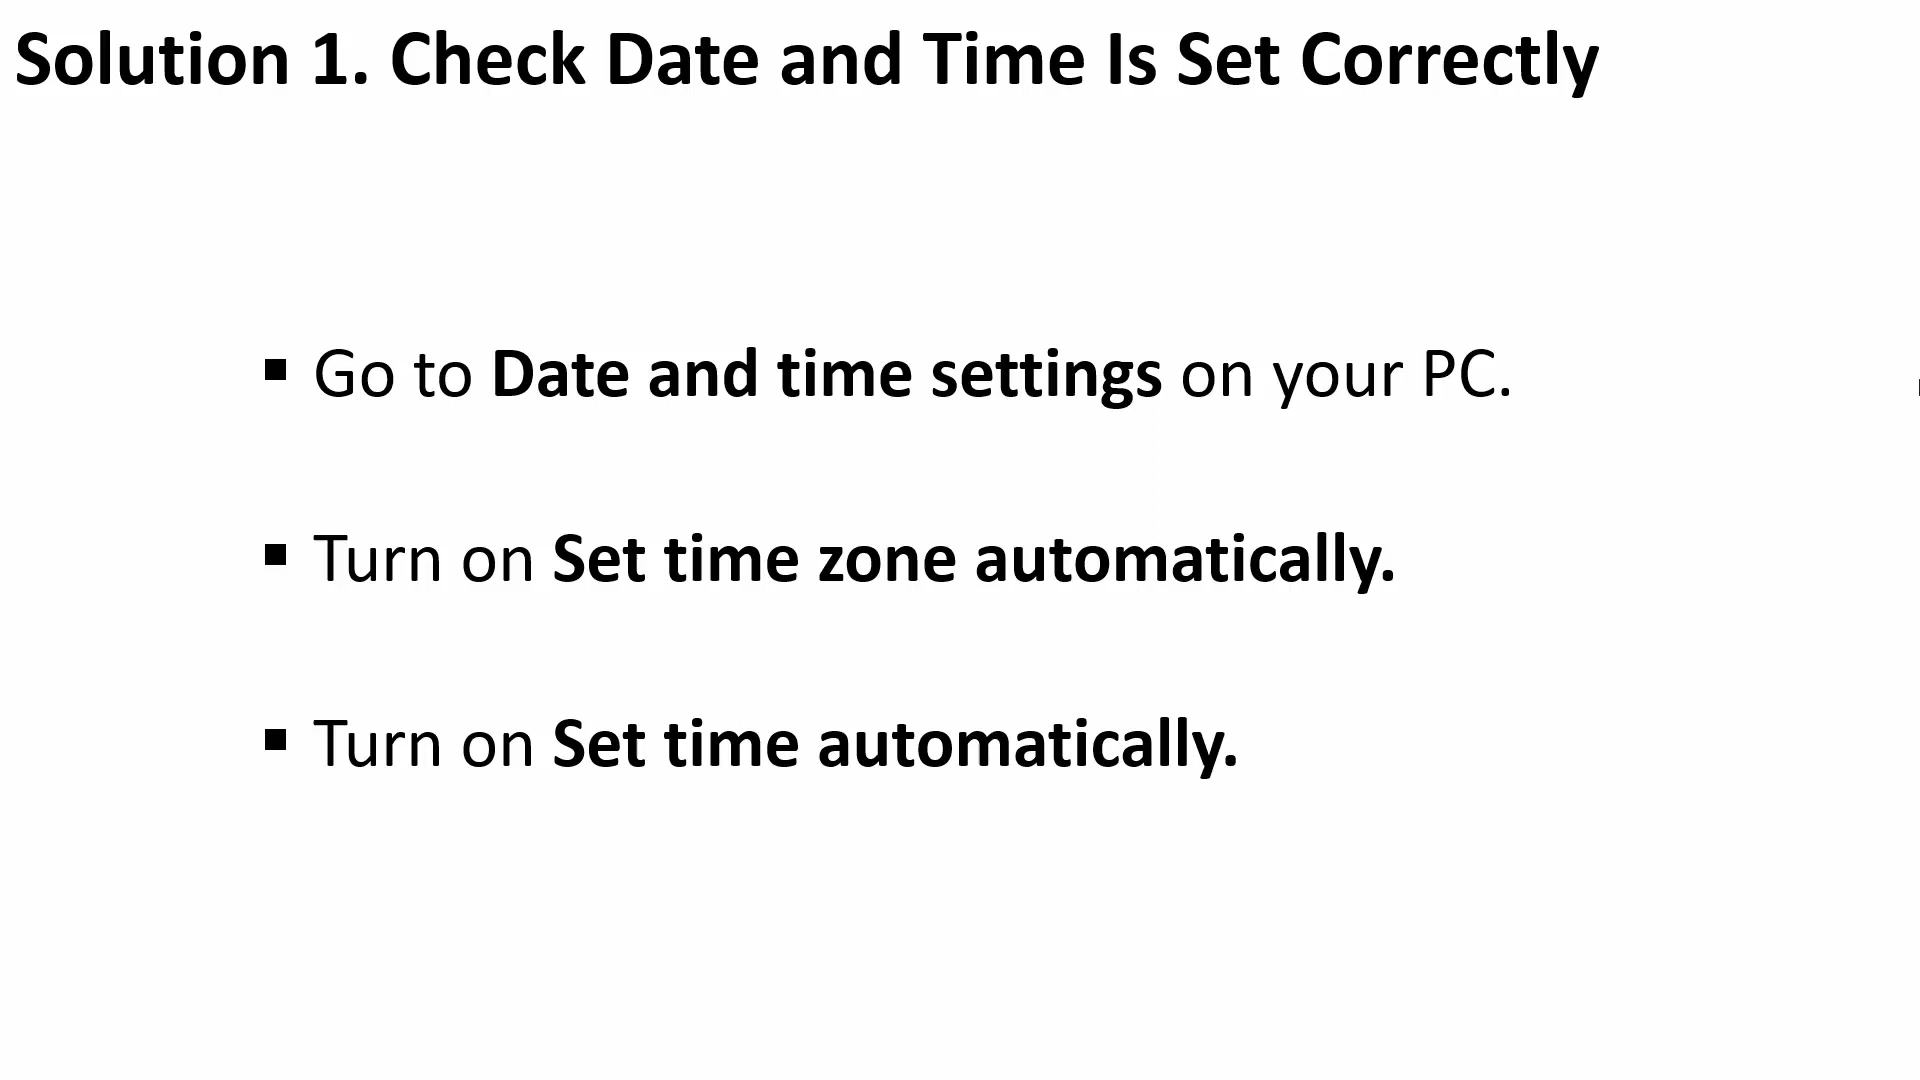 Solution 1. Check Date and Time Is Set Correctly
▪ Go to Date and time settings on your PC.
▪ Turn on Set time zone automatically.
▪ Turn on Set time automatically.